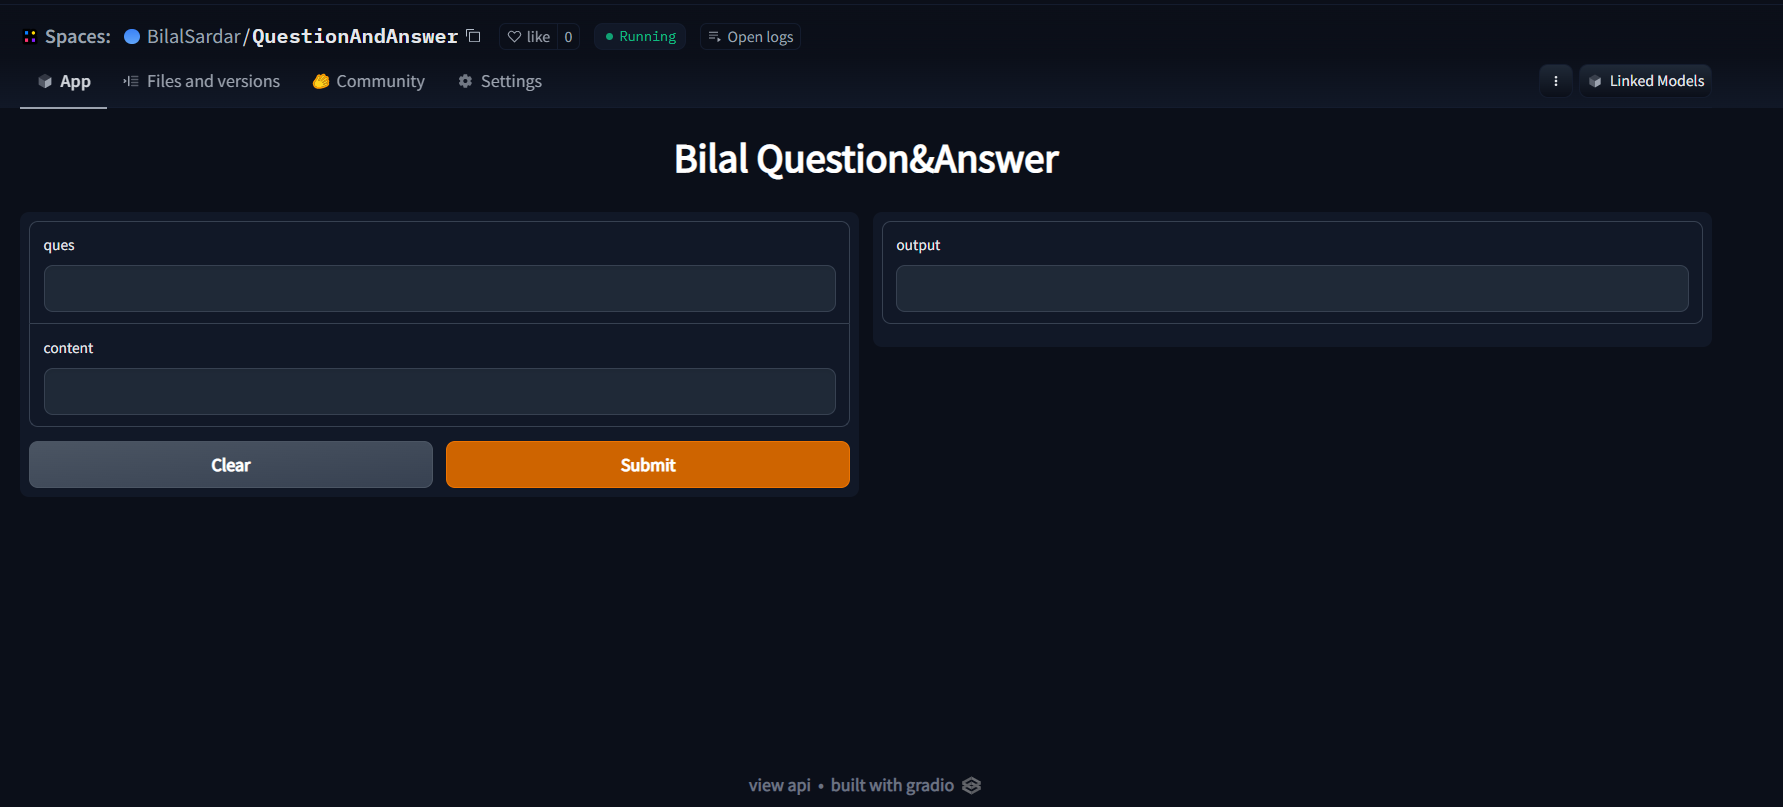 Spaces: BilalSardar/QuestionAndAnswer like 0 Running Open logs
App Files and versions Community Settings Linked Models
Bilal Question&Answer
ques
output
content
Clear Submit
view api • built with gradio